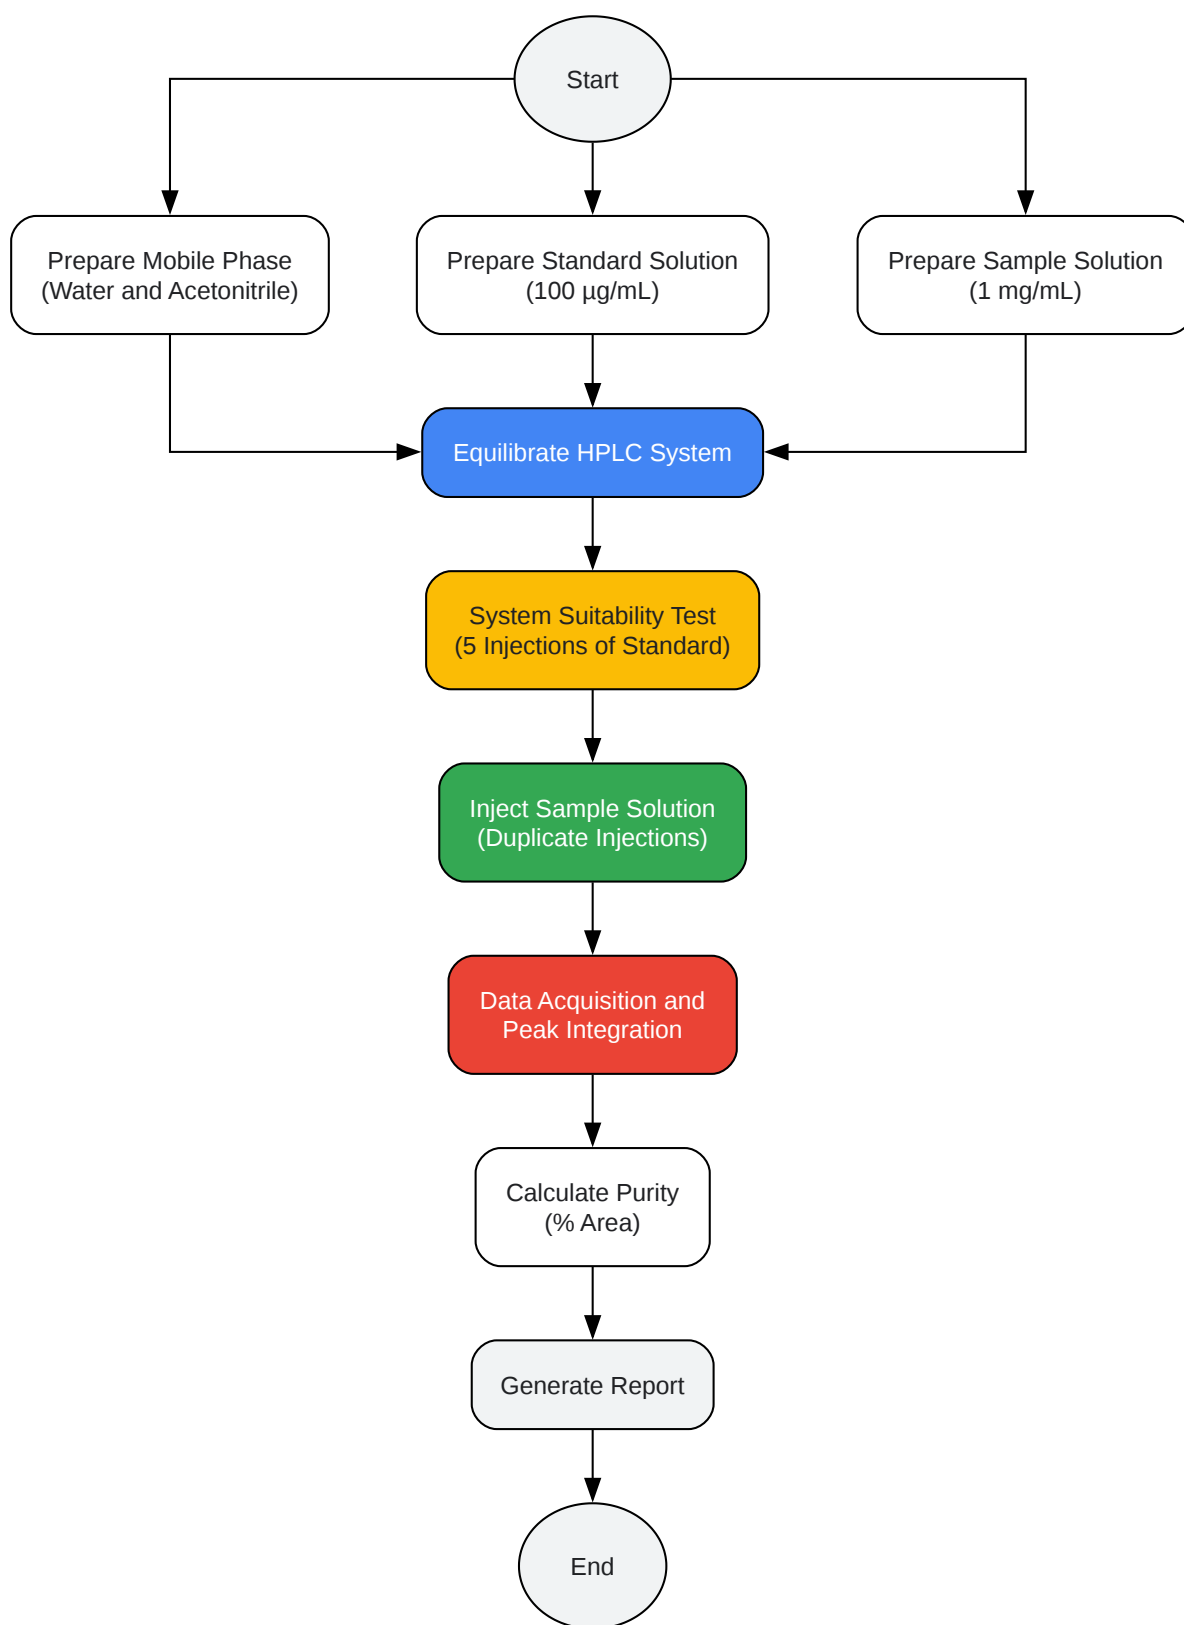 Start
Prepare Mobile Phase
(Water and Acetonitrile)
Prepare Standard Solution
(100 µg/mL)
Prepare Sample Solution
(1 mg/mL)
Equilibrate HPLC System
System Suitability Test
(5 Injections of Standard)
Inject Sample Solution
(Duplicate Injections)
Data Acquisition and
Peak Integration
Calculate Purity
(% Area)
Generate Report
End